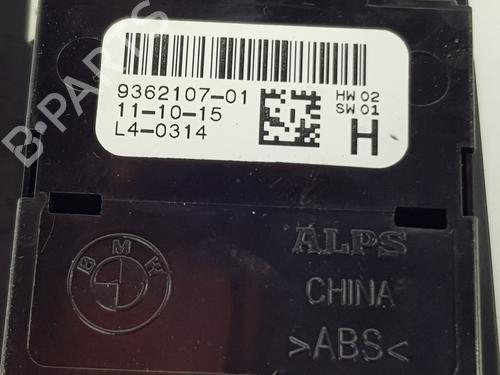 B-PARTS
9362107-01
11-10-15
L4-0314
HW 02
SW 01
H
BMW
ALPS
CHINA
>ABS<